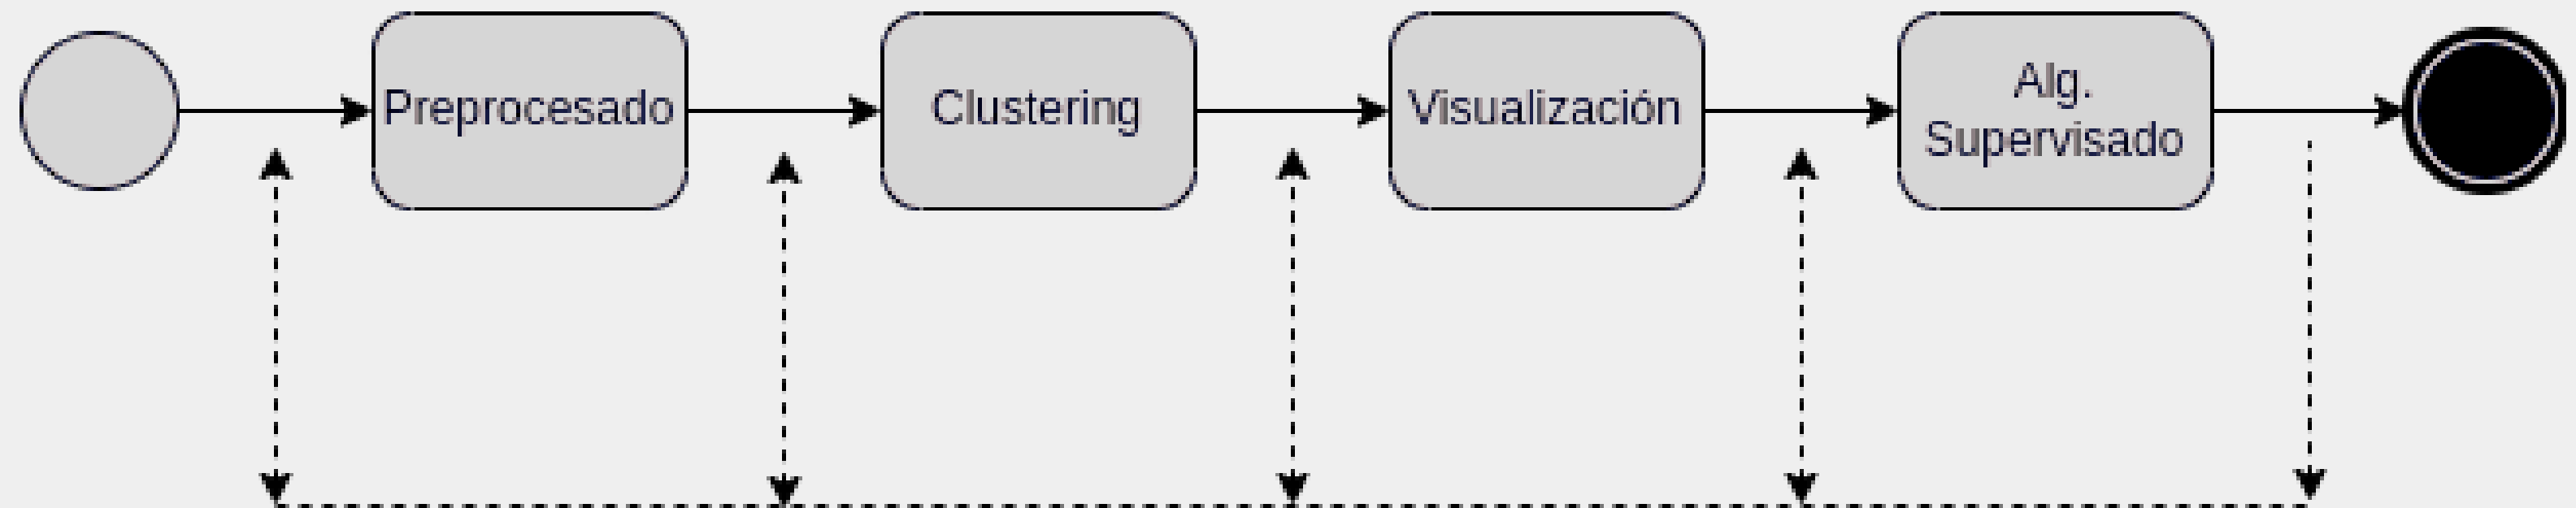 Preprocesado
Clustering
Visualización
Alg.
Supervisado